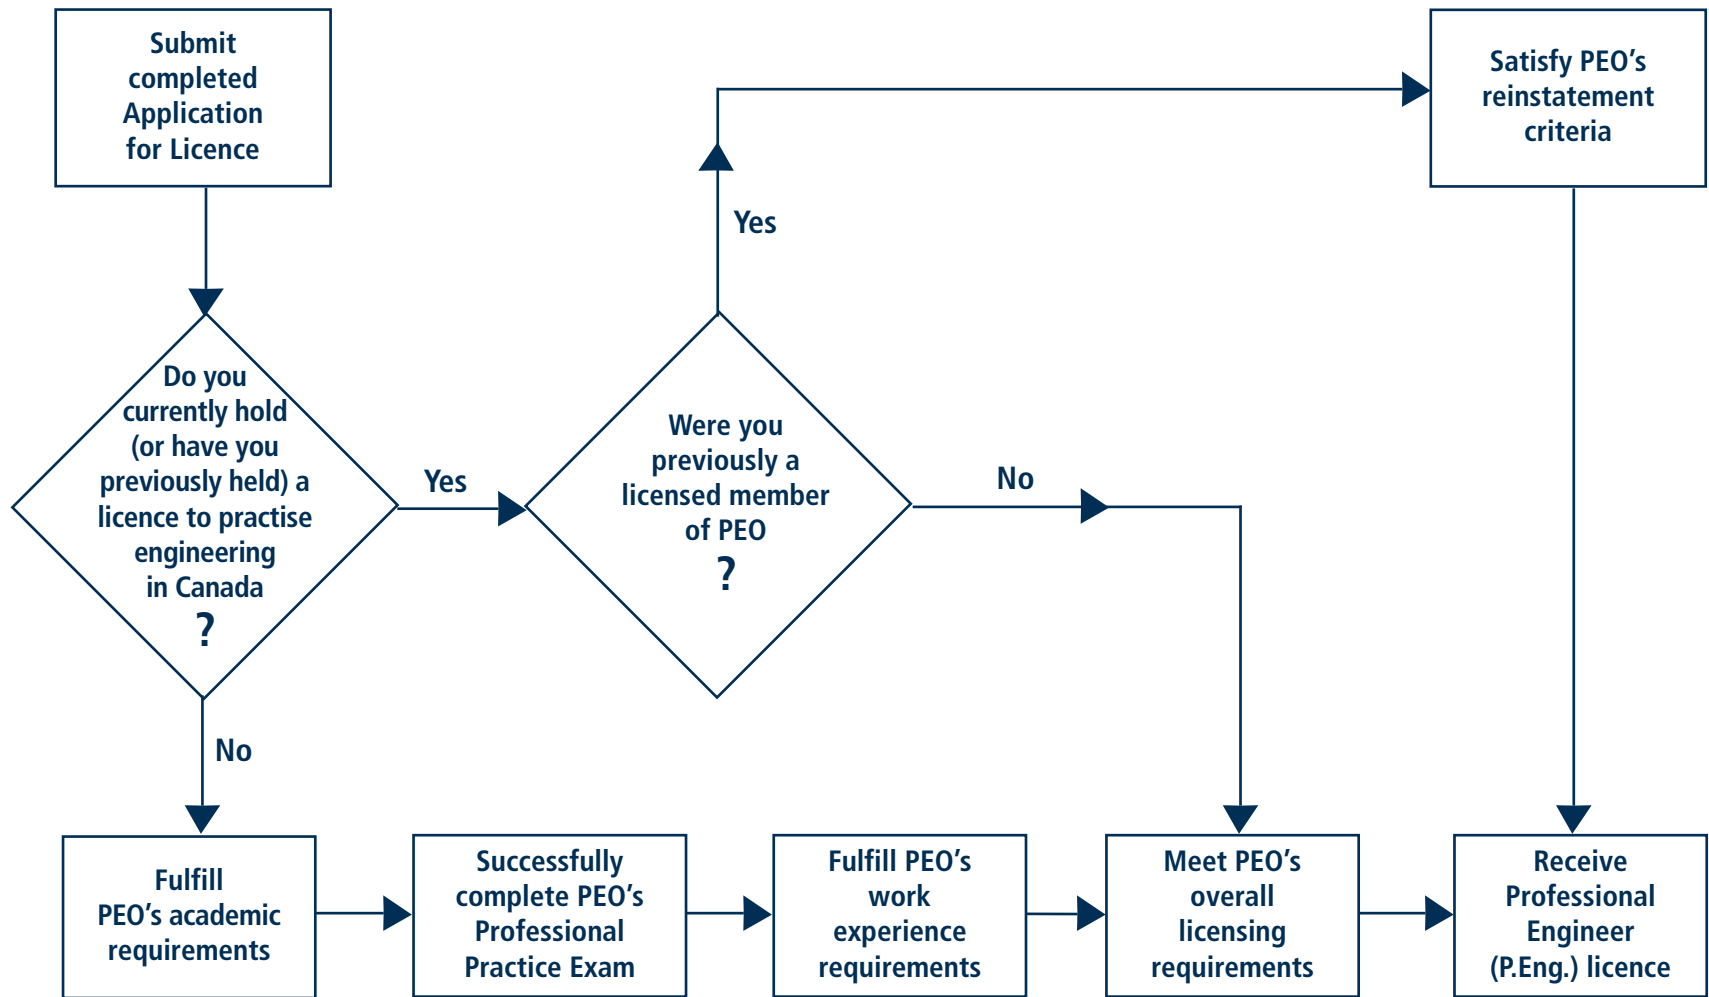 Submit
completed
Application
for Licence
Satisfy PEO’s
reinstatement
criteria
Yes
Do you
currently hold
(or have you
previously held) a
licence to practise
engineering
in Canada
?
Yes
Were you
previously a
licensed member
of PEO
?
No
No
Fulfill
PEO’s academic
requirements
Successfully
complete PEO’s
Professional
Practice Exam
Fulfill PEO’s
work
experience
requirements
Meet PEO’s
overall
licensing
requirements
Receive
Professional
Engineer
(P.Eng.) licence